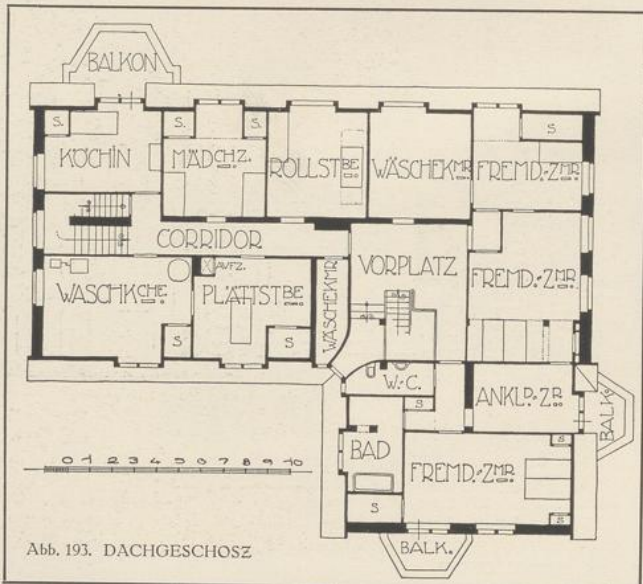 BALKON
S. S. S. S
KÖCHIN MÄDCHZ. ROLLSTBE WÄSCHEKMR FREMD.-ZMR.
CORRIDOR
VORPLATZ FREMD.-ZMR.
WASCHKCHE. AUFZ. PLÄTTSTBE WÄSCHEKMR
S S
W.-C. ANKLD.-ZR.
S S
BALK.
BAD FREMD.-ZMR.
0 1 2 3 4 5 6 7 8 9 10
S S
BALK.
Abb. 193. DACHGESCHOSZ